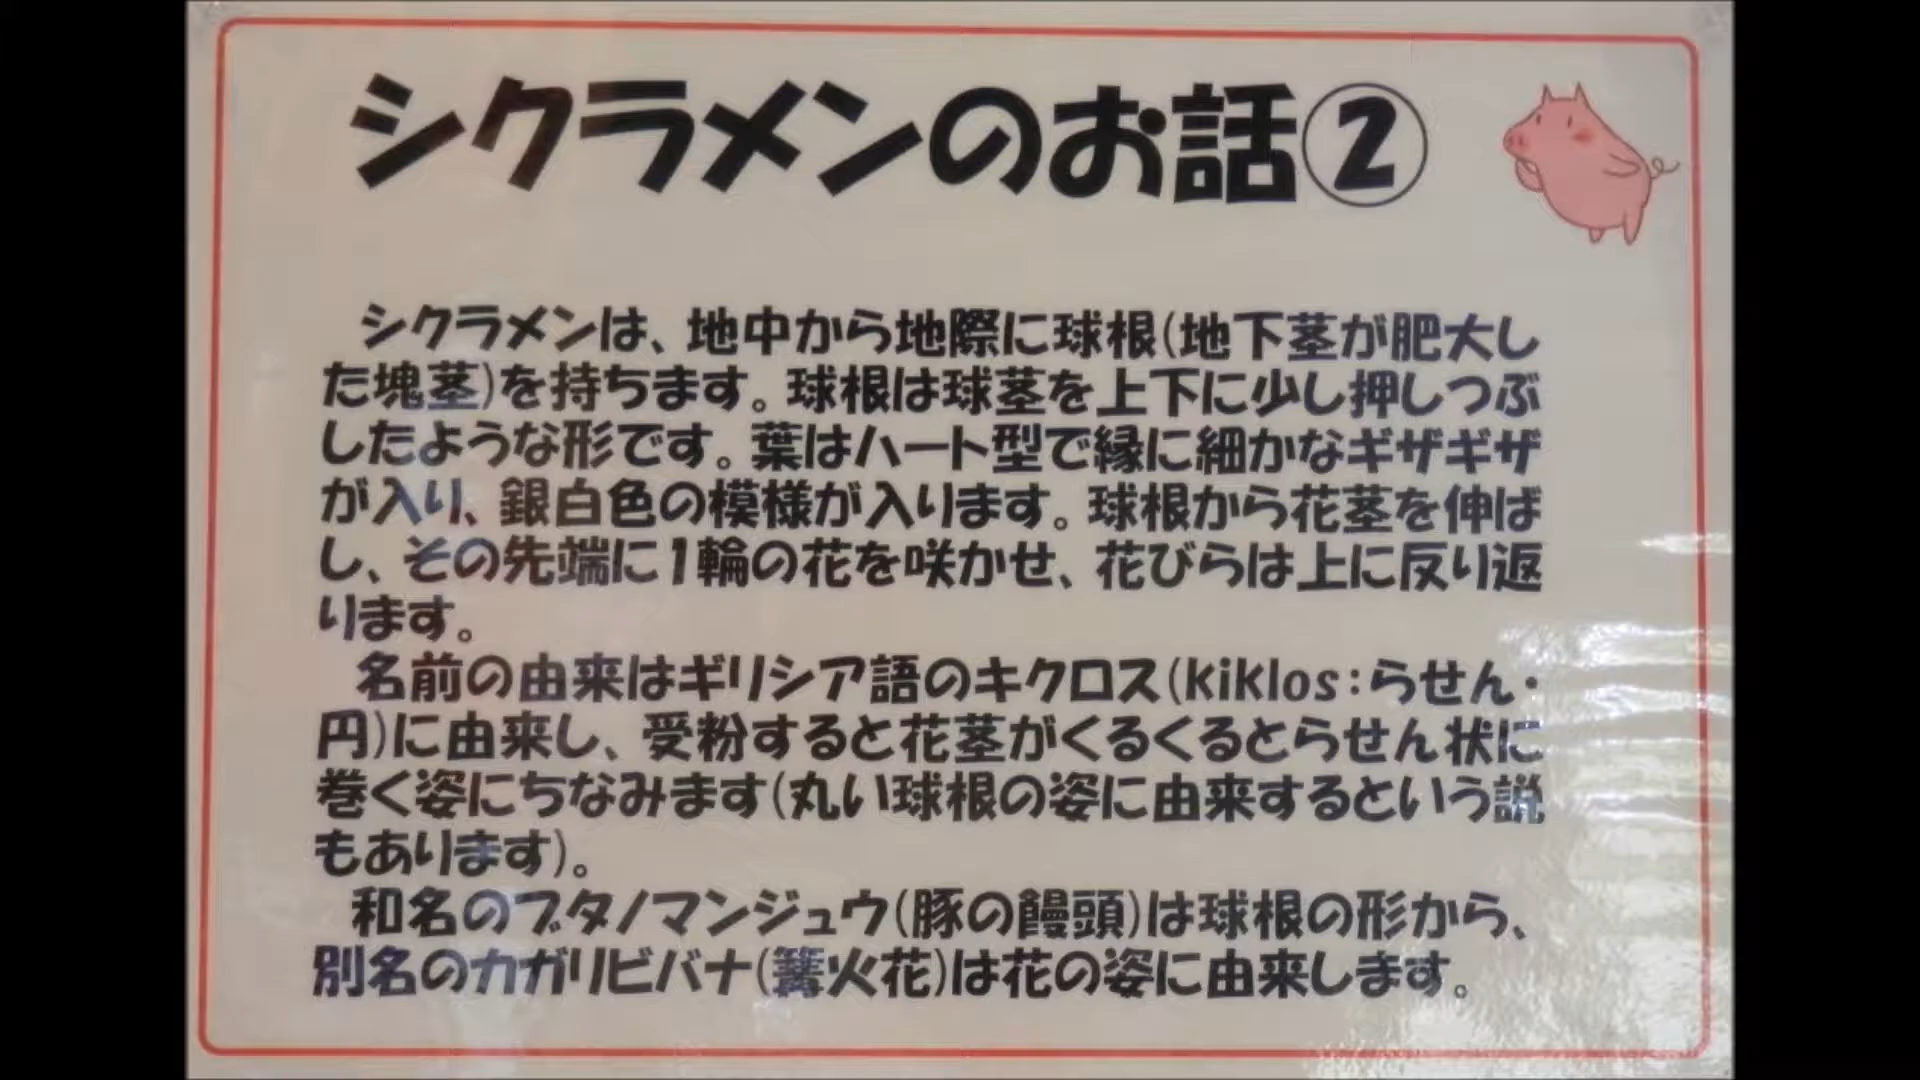 シクラメンのお話②
シクラメンは、地中から地際に球根(地下茎が肥大し
た塊茎)を持ちます。球根は球茎を上下に少し押しつぶ
したような形です。葉はハート型で縁に細かなギザギザ
が入り、銀白色の模様が入ります。球根から花茎を伸ば
し、その先端に1輪の花を咲かせ、花びらは上に反り返
ります。
名前の由来はギリシア語のキクロス(kiklos:らせん・
円)に由来し、受粉すると花茎がくるくるとらせん状に
巻く姿にちなみます(丸い球根の姿に由来するという説
もあります)。
和名のブタノマンジュウ(豚の饅頭)は球根の形から、
別名のカガリビバナ(篝火花)は花の姿に由来します。